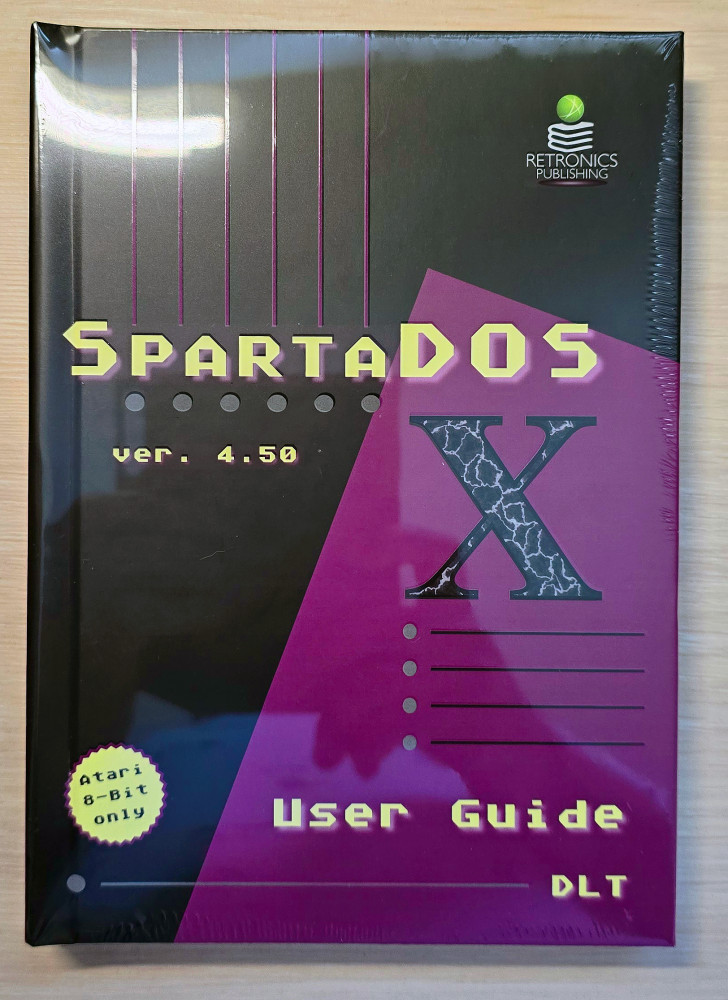 RETRONICS
PUBLISHING
SPARTADOS
X
ver. 4.50
Atari
8-Bit
only
User Guide
DLT